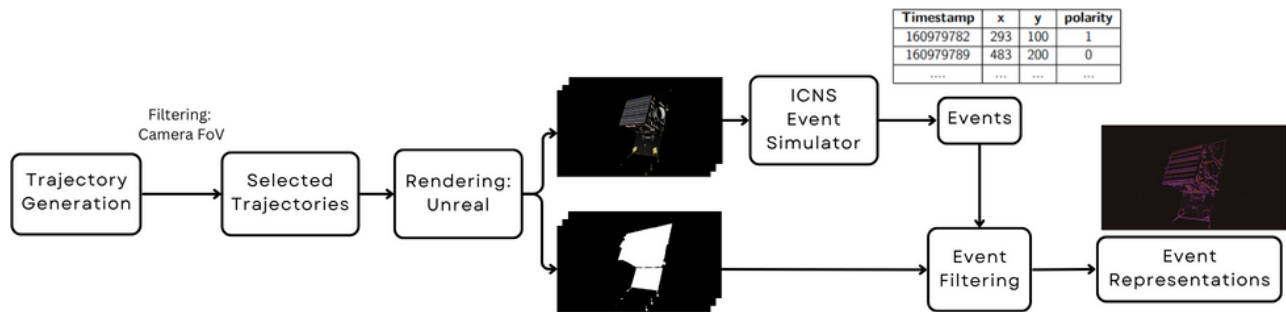 Timestamp x y polarity
160979782 293 100 1
160979789 483 200 0
.... ... ... ...
Filtering:
Camera FoV
Trajectory
Generation
Selected
Trajectories
Rendering:
Unreal
ICNS
Event
Simulator
Events
Event
Filtering
Event
Representations